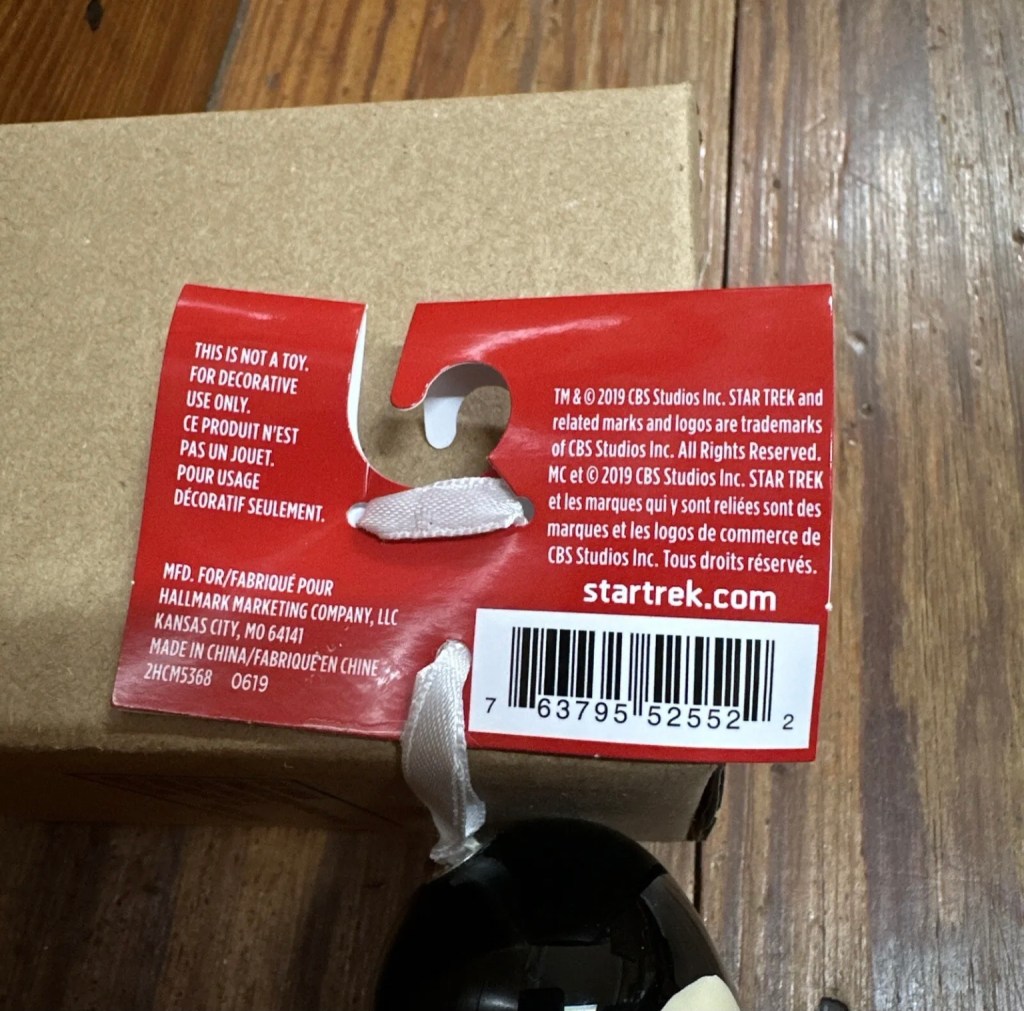 THIS IS NOT A TOY.
FOR DECORATIVE
USE ONLY.
CE PRODUIT N'EST
PAS UN JOUET.
POUR USAGE
DÉCORATIF SEULEMENT.
MFD. FOR/FABRIQUÉ POUR
HALLMARK MARKETING COMPANY, LLC
KANSAS CITY, MO 64141
MADE IN CHINA/FABRIQUÉ EN CHINE
2HCM5368 0619
TM & © 2019 CBS Studios Inc. STAR TREK and
related marks and logos are trademarks
of CBS Studios Inc. All Rights Reserved.
MC et © 2019 CBS Studios Inc. STAR TREK
et les marques qui y sont reliées sont des
marques et les logos de commerce de
CBS Studios Inc. Tous droits réservés.
startrek.com
7 63795 52552 2